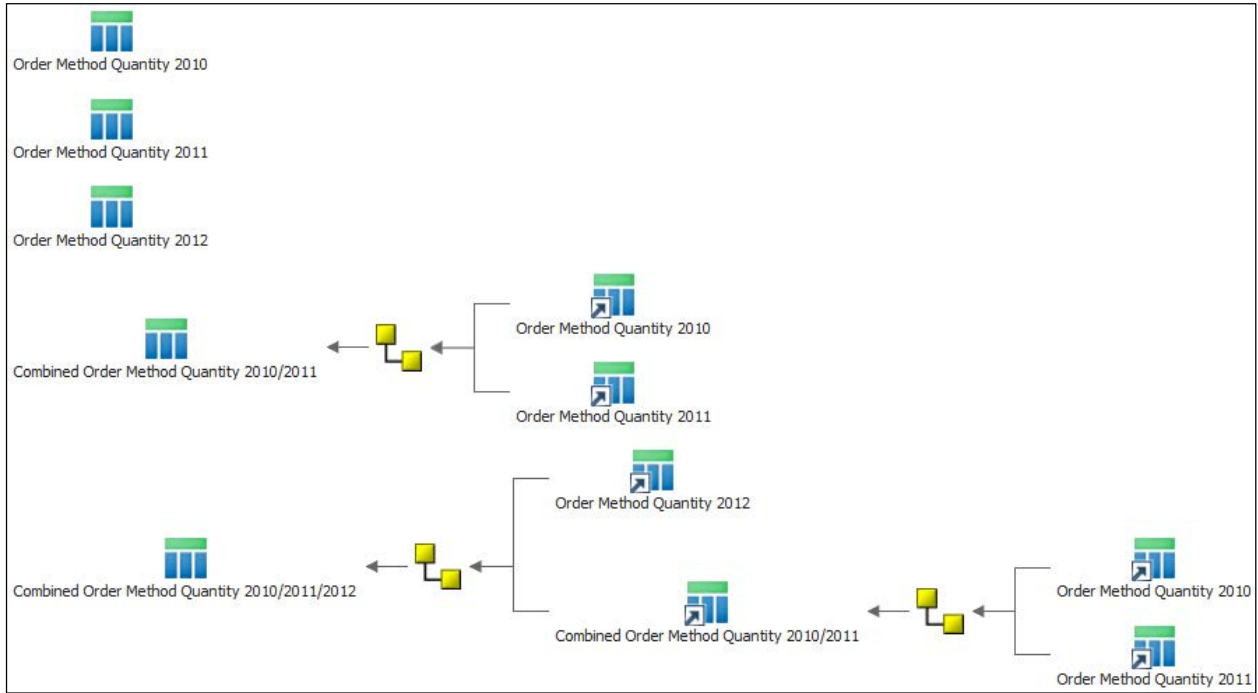 Order Method Quantity 2010
Order Method Quantity 2011
Order Method Quantity 2012
Order Method Quantity 2010
Combined Order Method Quantity 2010/2011
Order Method Quantity 2011
Order Method Quantity 2012
Combined Order Method Quantity 2010/2011/2012
Order Method Quantity 2010
Combined Order Method Quantity 2010/2011
Order Method Quantity 2011